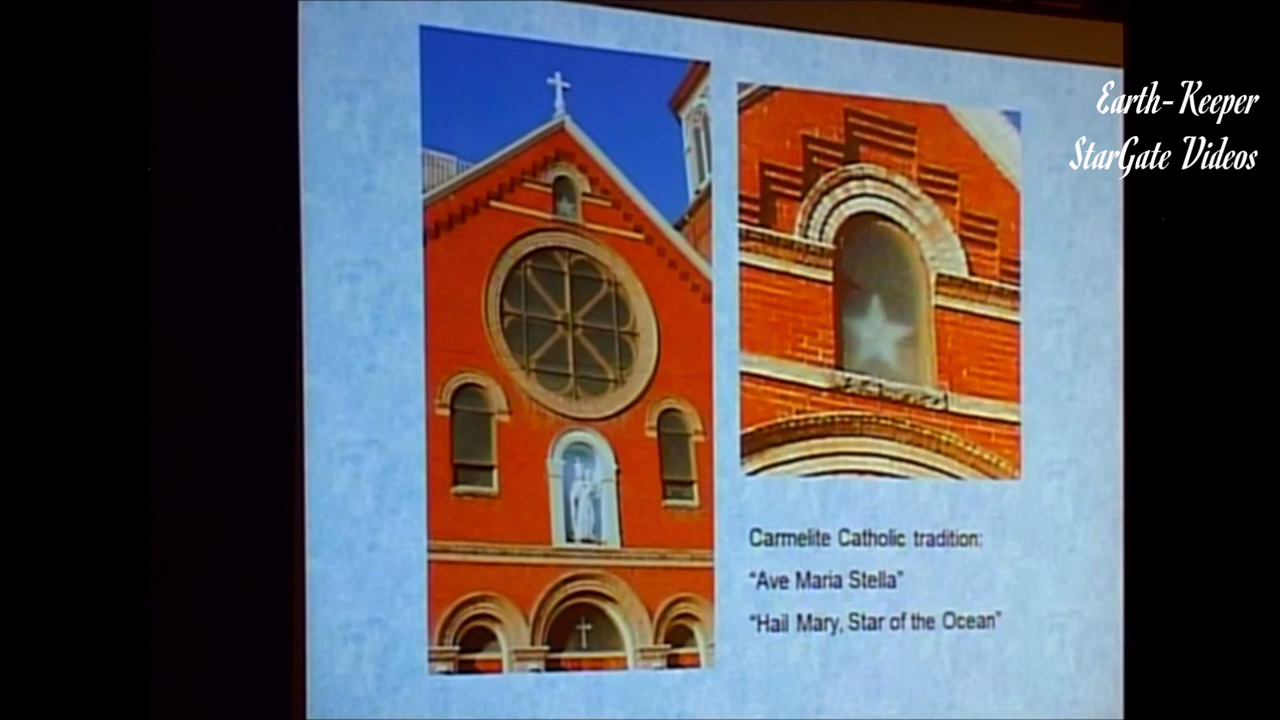 Earth-Keeper
StarGate Videos
Carmelite Catholic tradition:
"Ave Maria Stella"
"Hail Mary, Star of the Ocean"